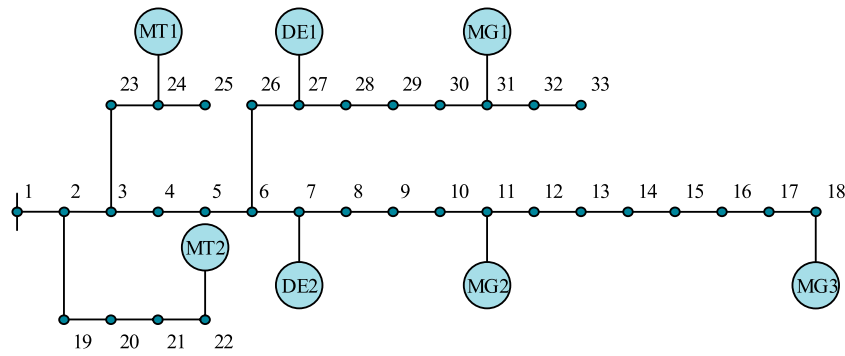 MT1 DE1 MG1
23 24 25 26 27 28 29 30 31 32 33
1 2 3 4 5 6 7 8 9 10 11 12 13 14 15 16 17 18
MT2
DE2 MG2 MG3
19 20 21 22